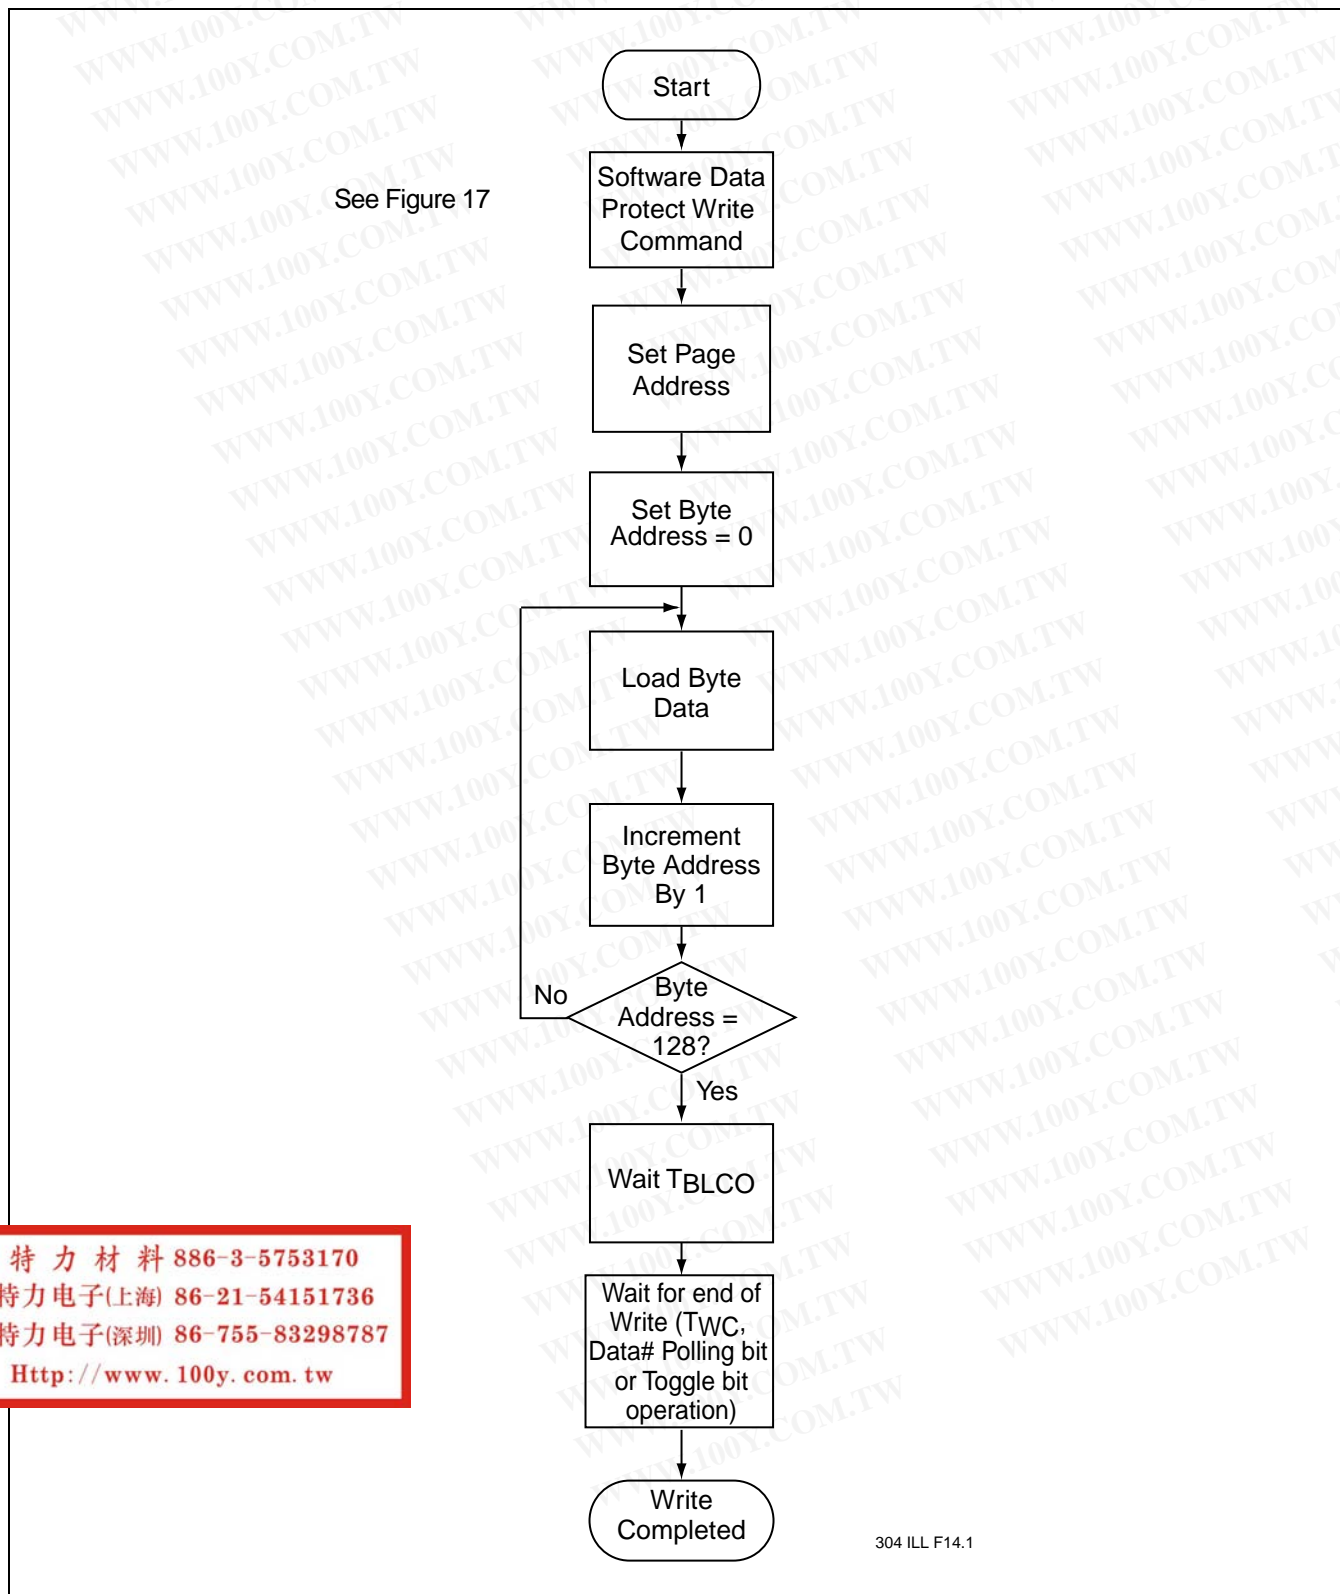 Start
See Figure 17
Software Data
Protect Write
Command
Set Page
Address
Set Byte
Address = 0
Load Byte
Data
Increment
Byte Address
By 1
No
Byte
Address =
128?
Yes
Wait TBLCO
Wait for end of
Write (TWC,
Data# Polling bit
or Toggle bit
operation)
Write
Completed
304 ILL F14.1
特 力 材 料 886-3-5753170
特力电子(上海) 86-21-54151736
特力电子(深圳) 86-755-83298787
Http://www.100y.com.tw
WWW.100Y.COM.TW